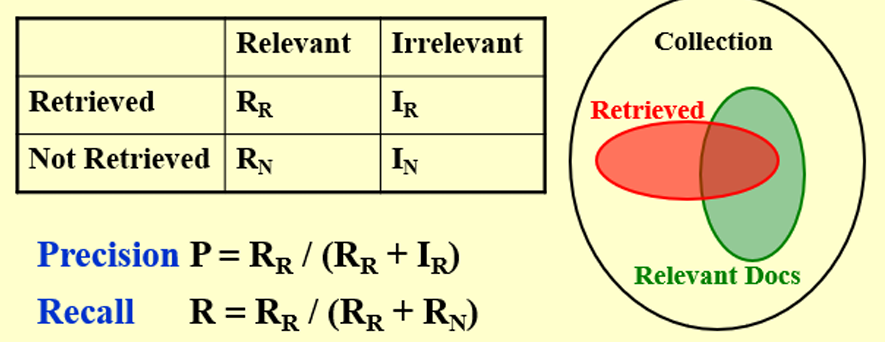 Relevant Irrelevant
Retrieved R_R I_R
Not Retrieved R_N I_N
Precision P = R_R / (R_R + I_R)
Recall R = R_R / (R_R + R_N)
Collection
Retrieved
Relevant Docs